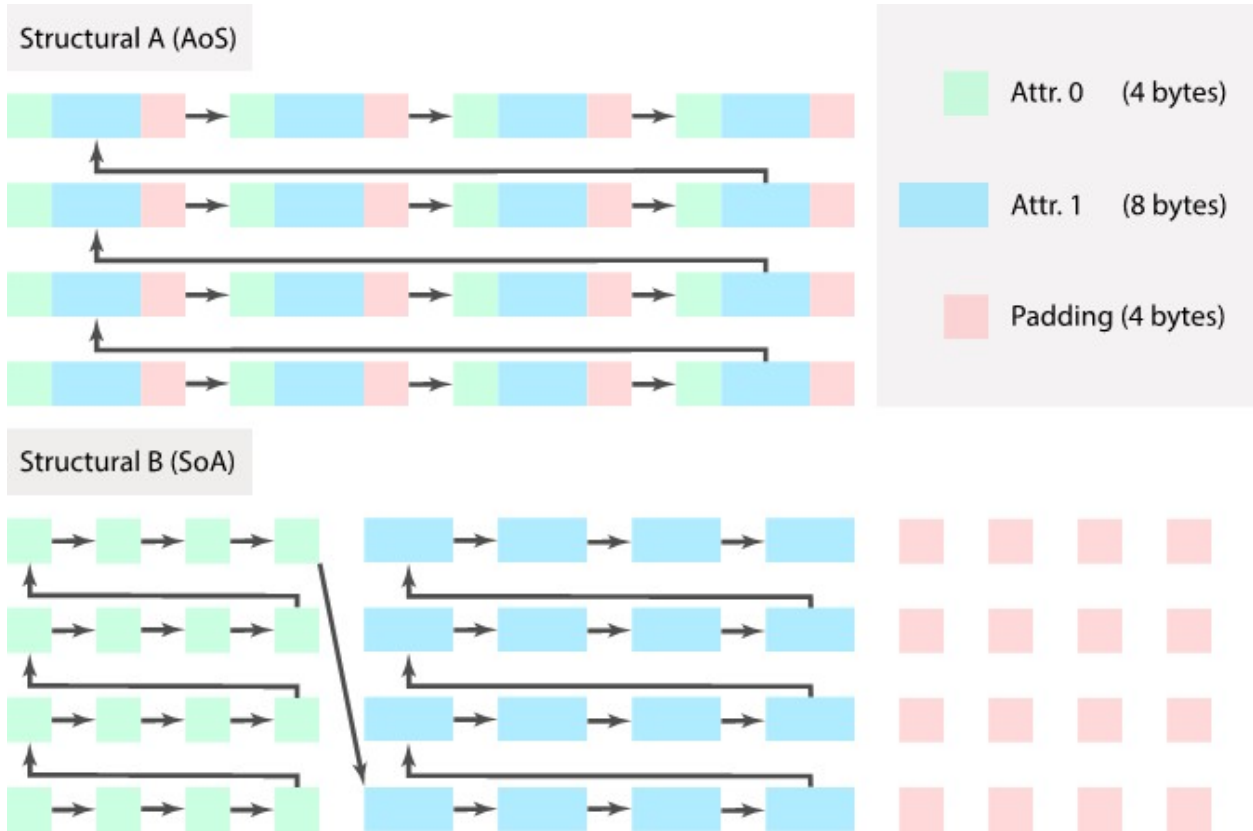 Structural A (AoS)
Attr. 0 (4 bytes)
Attr. 1 (8 bytes)
Padding (4 bytes)
Structural B (SoA)